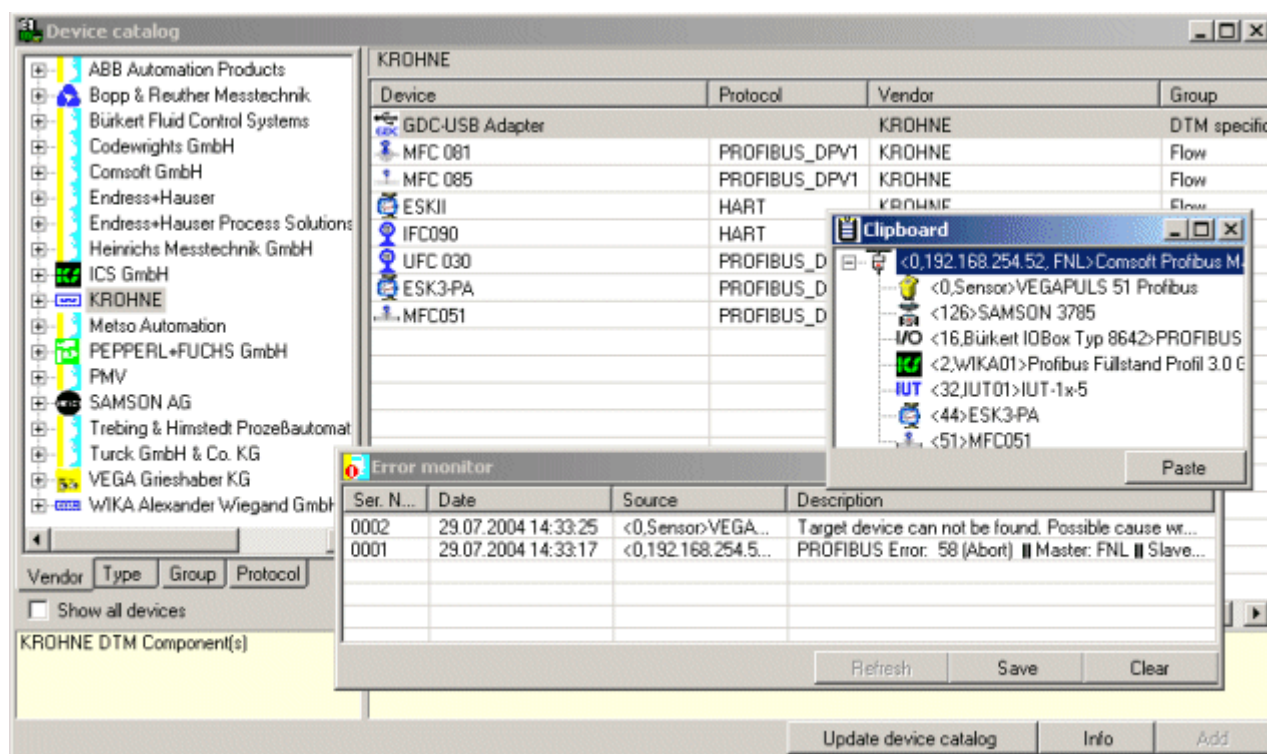 Device catalog
ABB Automation Products
Bopp & Reuther Messtechnik
Bürkert Fluid Control Systems
Codewrights GmbH
Comsoft GmbH
Endress+Hauser
Endress+Hauser Process Solutions
Heinrichs Messtechnik GmbH
ICS GmbH
KROHNE
Metso Automation
PEPPERL+FUCHS GmbH
PMV
SAMSON AG
Trebing & Himstedt Prozeßautomat
Turck GmbH & Co. KG
VEGA Grieshaber KG
WIKA Alexander Wiegand GmbH
Vendor Type Group Protocol
Show all devices
KROHNE DTM Component(s)
KROHNE
Device Protocol Vendor Group
GDC-USB Adapter KROHNE DTM specific
MFC 081 PROFIBUS_DPV1 KROHNE Flow
MFC 085 PROFIBUS_DPV1 KROHNE Flow
ESKII HART KROHNE Flow
IFC090 HART
UFC 030 PROFIBUS_D
ESK3-PA PROFIBUS_D
MFC051 PROFIBUS_D
Clipboard
<0,192.168.254.52, FNL>Comsoft Profibus M
<0,Sensor>VEGAPULS 51 Profibus
<126>SAMSON 3785
I/O <16,Bürkert IOBox Typ 8642>PROFIBUS
<2,WIKA01>Profibus Füllstand Profil 3.0 G
IUT <32,IUT01>IUT-1x-5
<44>ESK3-PA
<51>MFC051
Paste
Error monitor
Ser. N... Date Source Description
0002 29.07.2004 14:33:25 <0,Sensor>VEGA... Target device can not be found. Possible cause wr...
0001 29.07.2004 14:33:17 <0,192.168.254.5... PROFIBUS Error: 58 (Abort) || Master: FNL || Slave...
Refresh Save Clear
Update device catalog Info Add